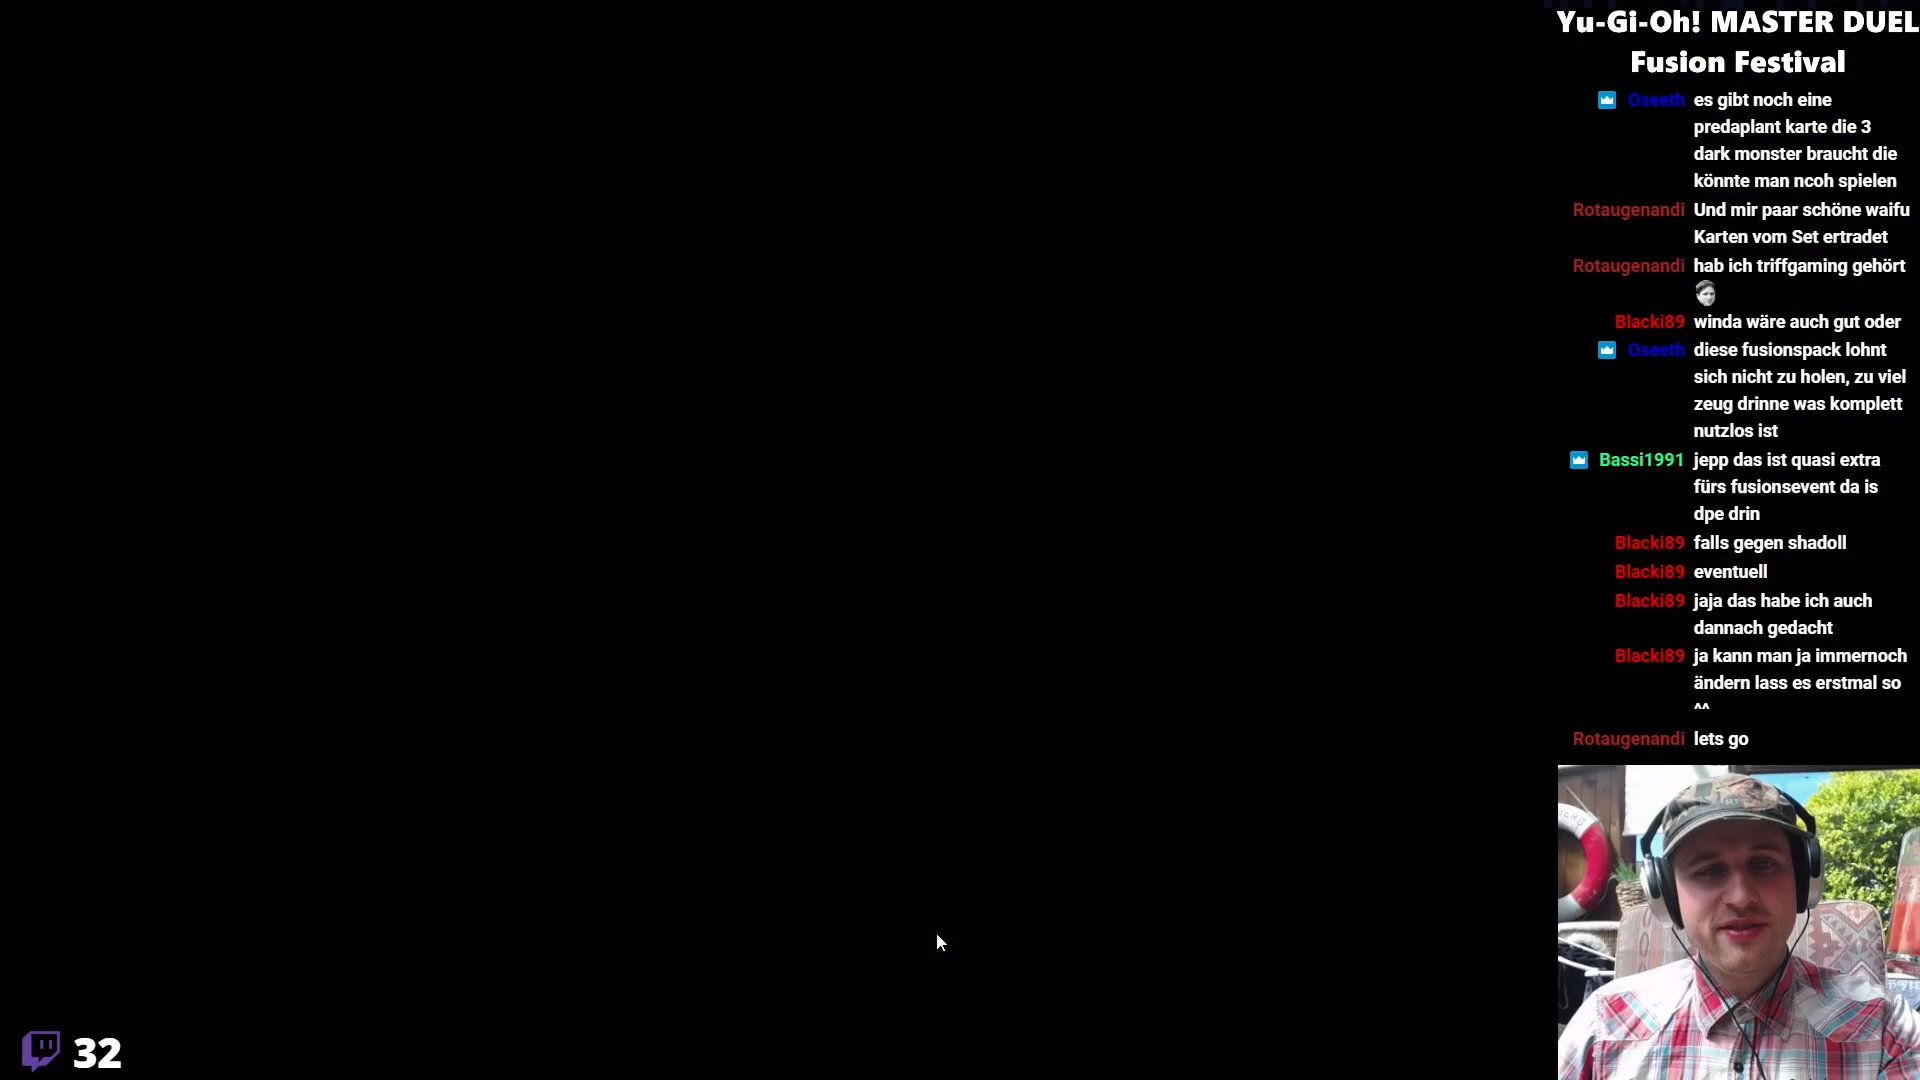 Yu-Gi-Oh! MASTER DUEL
Fusion Festival
Oseeth es gibt noch eine
predaplant karte die 3
dark monster braucht die
könnte man ncoh spielen
Rotaugenandi Und mir paar schöne waifu
Karten vom Set ertradet
Rotaugenandi hab ich triffgaming gehört
Blacki89 winda wäre auch gut oder
Oseeth diese fusionspack lohnt
sich nicht zu holen, zu viel
zeug drinne was komplett
nutzlos ist
Bassi1991 jepp das ist quasi extra
fürs fusionsevent da is
dpe drin
Blacki89 falls gegen shadoll
Blacki89 eventuell
Blacki89 jaja das habe ich auch
dannach gedacht
Blacki89 ja kann man ja immernoch
ändern lass es erstmal so
^^
Rotaugenandi lets go
32